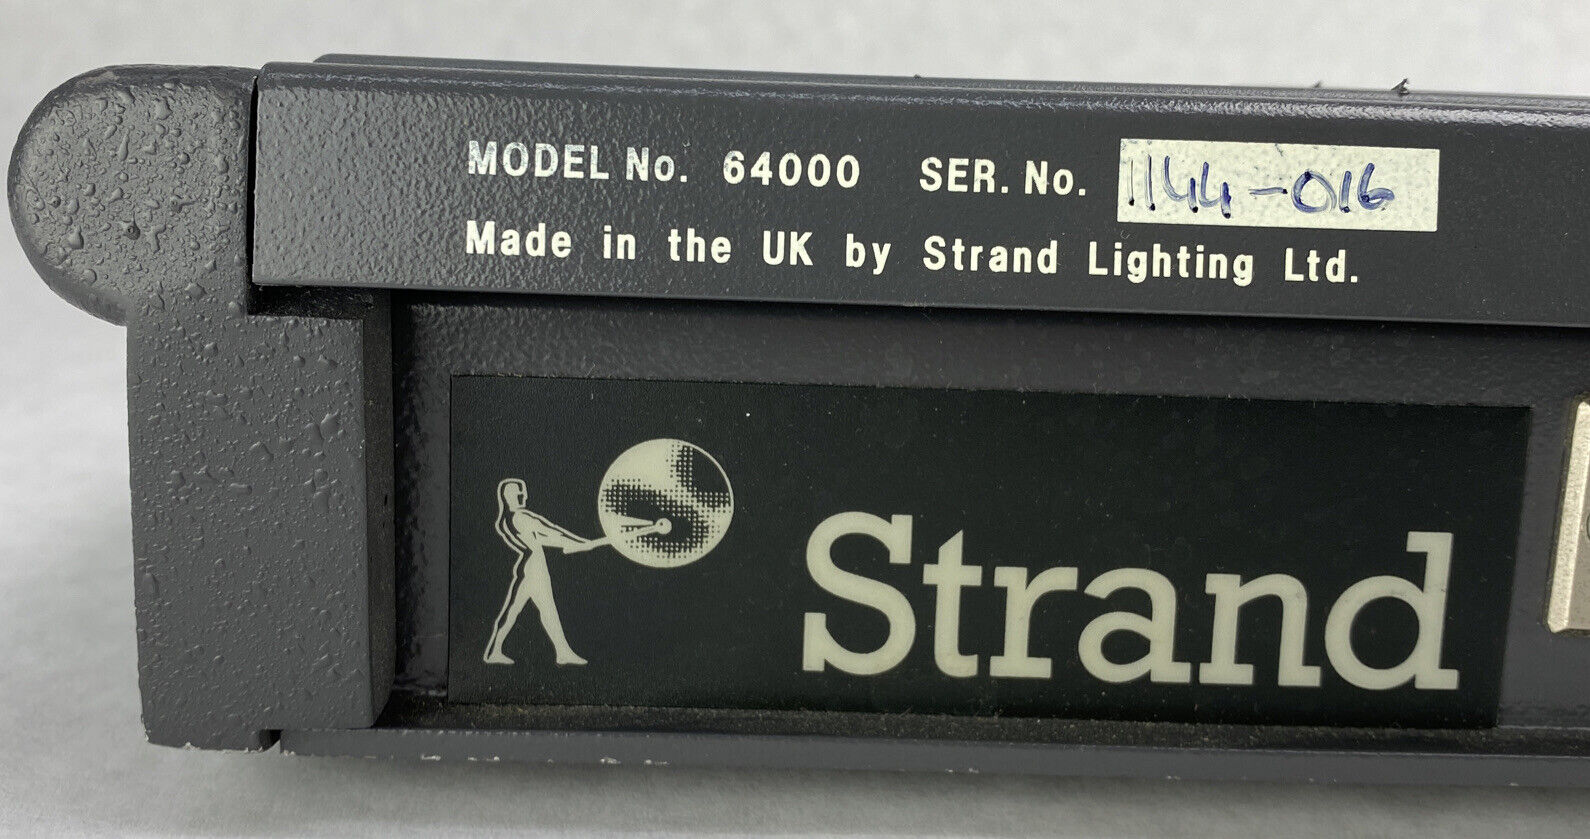 MODEL No. 64000 SER. No. 1144-016
Made in the UK by Strand Lighting Ltd.
Strand